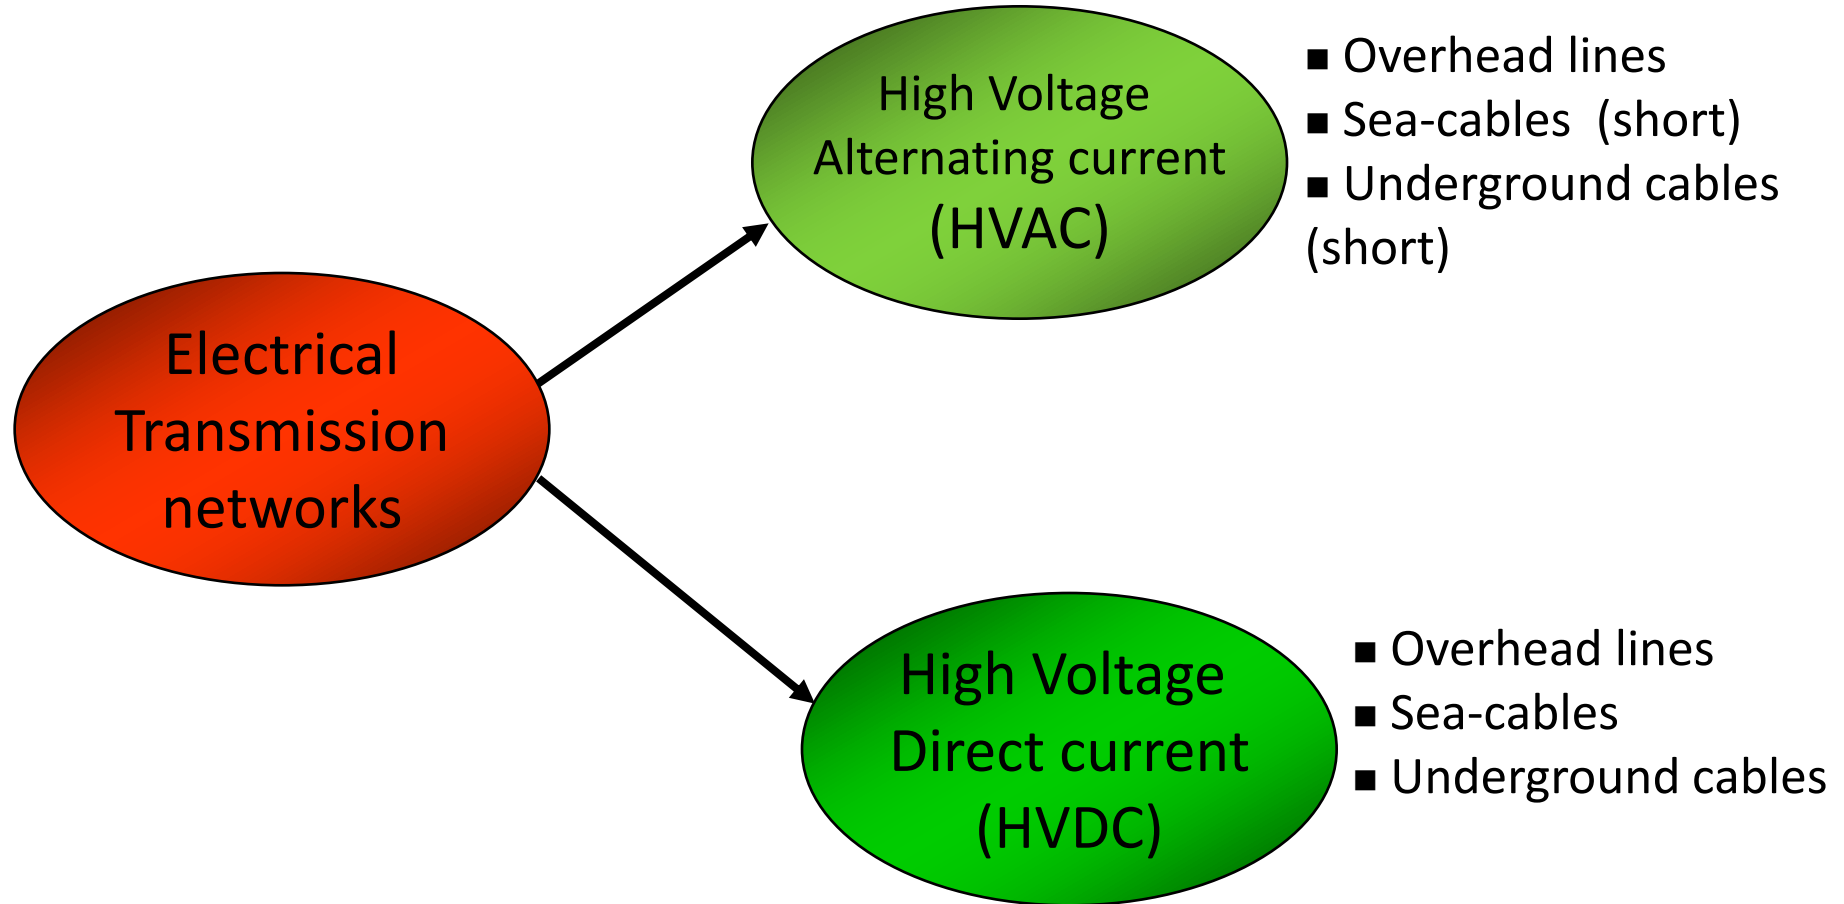 High Voltage
Alternating current
(HVAC)
■ Overhead lines
■ Sea-cables  (short)
■ Underground cables
(short)
Electrical
Transmission
networks
High Voltage
Direct current
(HVDC)
■ Overhead lines
■ Sea-cables
■ Underground cables